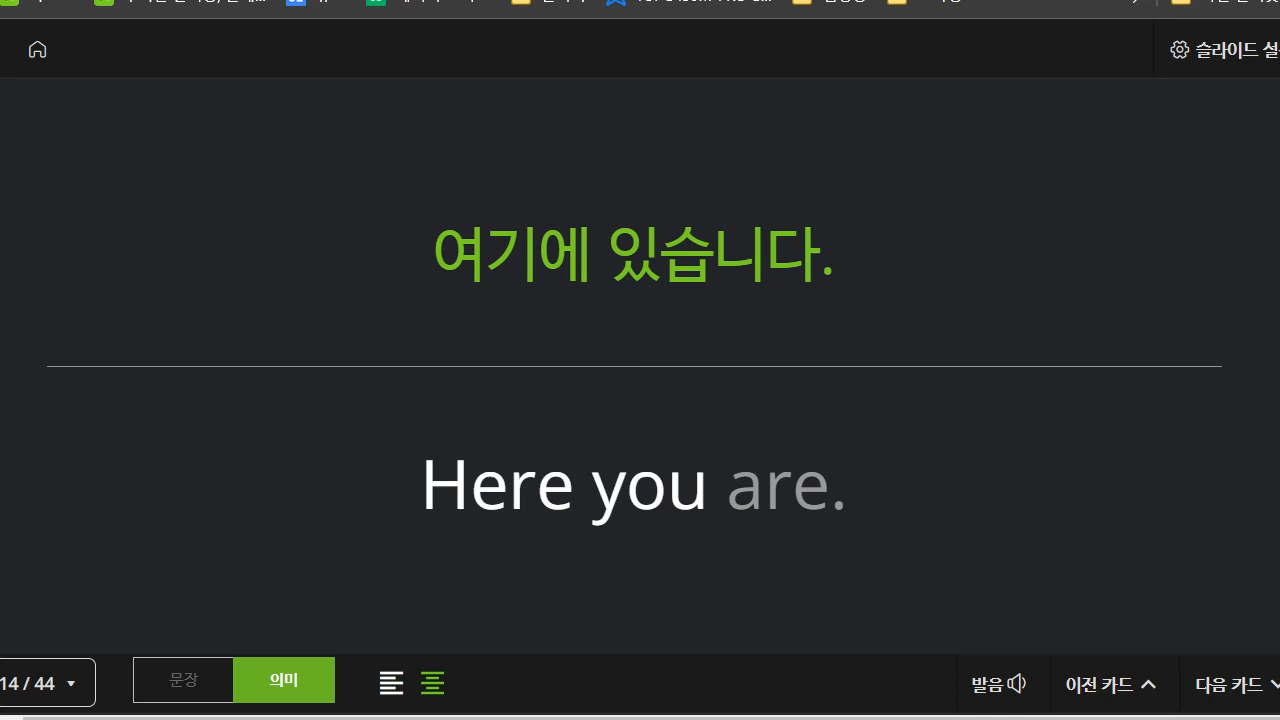 슬라이드
여기에 있습니다.
Here you are.
14 / 44
문장
의미
발음
이전 카드
다음 카드